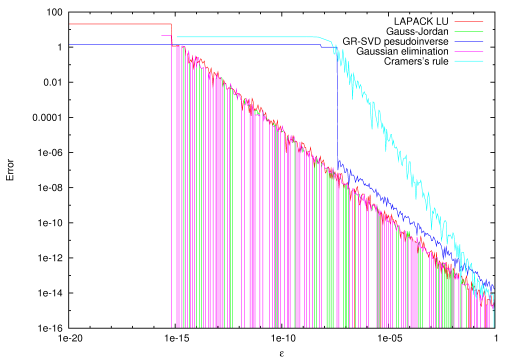 100
1
0.01
0.0001
1e-06
1e-08
1e-10
1e-12
1e-14
1e-16
Error
LAPACK LU
Gauss-Jordan
GR-SVD pesudoinverse
Gaussian elimination
Cramers's rule
1e-20
1e-15
1e-10
1e-05
1
ε